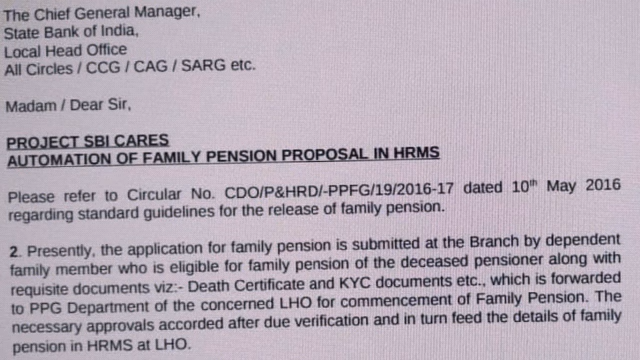 The Chief General Manager,
State Bank of India,
Local Head Office
All Circles / CCG / CAG / SARG etc.
Madam / Dear Sir,
PROJECT SBI CARES
AUTOMATION OF FAMILY PENSION PROPOSAL IN HRMS
Please refer to Circular No. CDO/P&HRD/-PPFG/19/2016-17 dated 10th May 2016
regarding standard guidelines for the release of family pension.
2. Presently, the application for family pension is submitted at the Branch by dependent
family member who is eligible for family pension of the deceased pensioner along with
requisite documents viz:- Death Certificate and KYC documents etc., which is forwarded
to PPG Department of the concerned LHO for commencement of Family Pension. The
necessary approvals accorded after due verification and in turn feed the details of family
pension in HRMS at LHO.